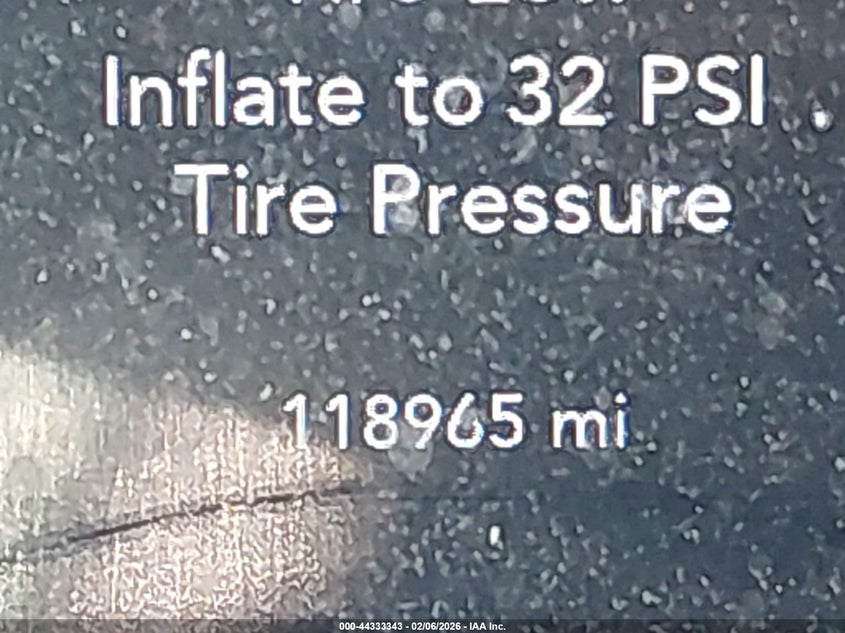 Inflate to 32 PSI
Tire Pressure
118965 mi
000-44333343 - 02/06/2026 - IAA Inc.